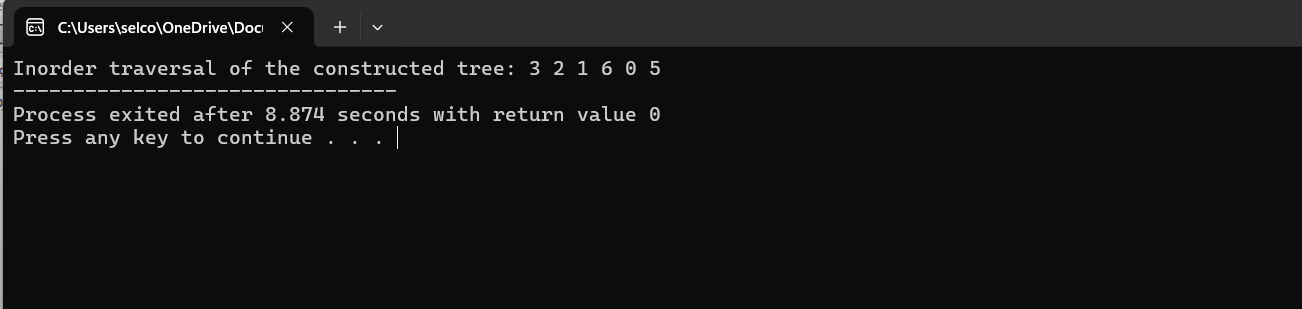 C:\Users\selco\OneDrive\Docu
Inorder traversal of the constructed tree: 3 2 1 6 0 5
--------------------------------
Process exited after 8.874 seconds with return value 0
Press any key to continue . . .